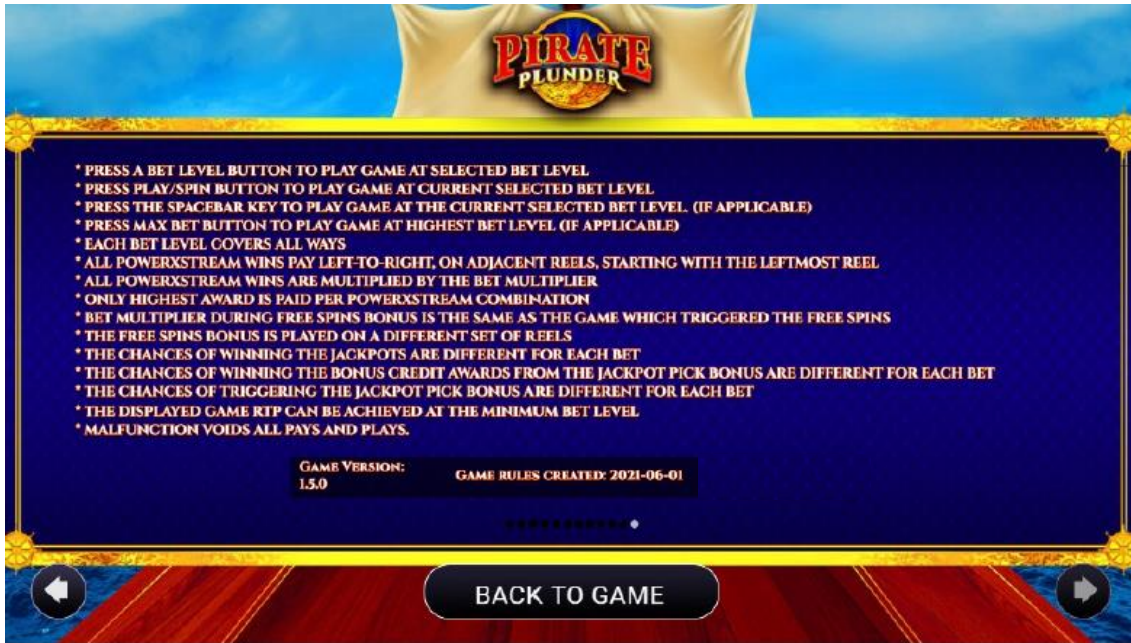 PIRATE
PLUNDER
* PRESS A BET LEVEL BUTTON TO PLAY GAME AT SELECTED BET LEVEL
* PRESS PLAY/SPIN BUTTON TO PLAY GAME AT CURRENT SELECTED BET LEVEL
* PRESS THE SPACEBAR KEY TO PLAY GAME AT THE CURRENT SELECTED BET LEVEL. (IF APPLICABLE)
* PRESS MAX BET BUTTON TO PLAY GAME AT HIGHEST BET LEVEL (IF APPLICABLE)
* EACH BET LEVEL COVERS ALL WAYS
* ALL POWERXSTREAM WINS PAY LEFT-TO-RIGHT, ON ADJACENT REELS, STARTING WITH THE LEFTMOST REEL
* ALL POWERXSTREAM WINS ARE MULTIPLIED BY THE BET MULTIPLIER
* ONLY HIGHEST AWARD IS PAID PER POWERXSTREAM COMBINATION
* BET MULTIPLIER DURING FREE SPINS BONUS IS THE SAME AS THE GAME WHICH TRIGGERED THE FREE SPINS
* THE FREE SPINS BONUS IS PLAYED ON A DIFFERENT SET OF REELS
* THE CHANCES OF WINNING THE JACKPOTS ARE DIFFERENT FOR EACH BET
* THE CHANCES OF WINNING THE BONUS CREDIT AWARDS FROM THE JACKPOT PICK BONUS ARE DIFFERENT FOR EACH BET
* THE CHANCES OF TRIGGERING THE JACKPOT PICK BONUS ARE DIFFERENT FOR EACH BET
* THE DISPLAYED GAME RTP CAN BE ACHIEVED AT THE MINIMUM BET LEVEL
* MALFUNCTION VOIDS ALL PAYS AND PLAYS.
GAME VERSION:
1.5.0
GAME RULES CREATED: 2021-06-01
BACK TO GAME